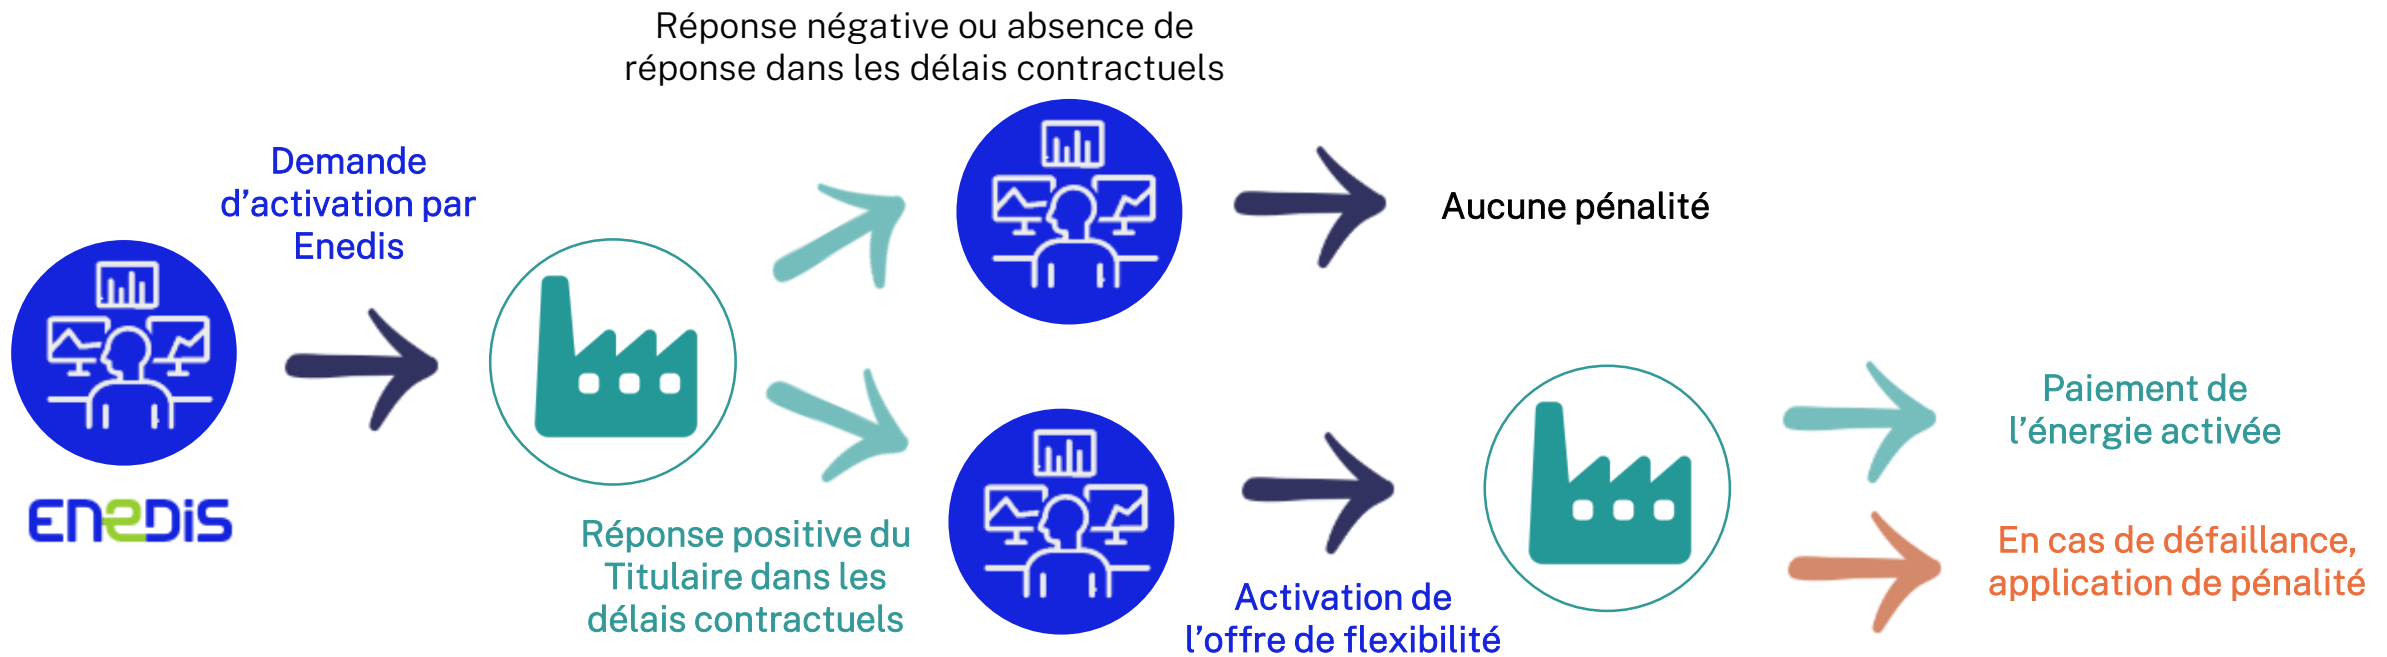 Réponse négative ou absence de
réponse dans les délais contractuels
Demande
d’activation par
Enedis
Aucune pénalité
ENEDIS
Réponse positive du
Titulaire dans les
délais contractuels
Activation de
l’offre de flexibilité
Paiement de
l’énergie activée
En cas de défaillance,
application de pénalité